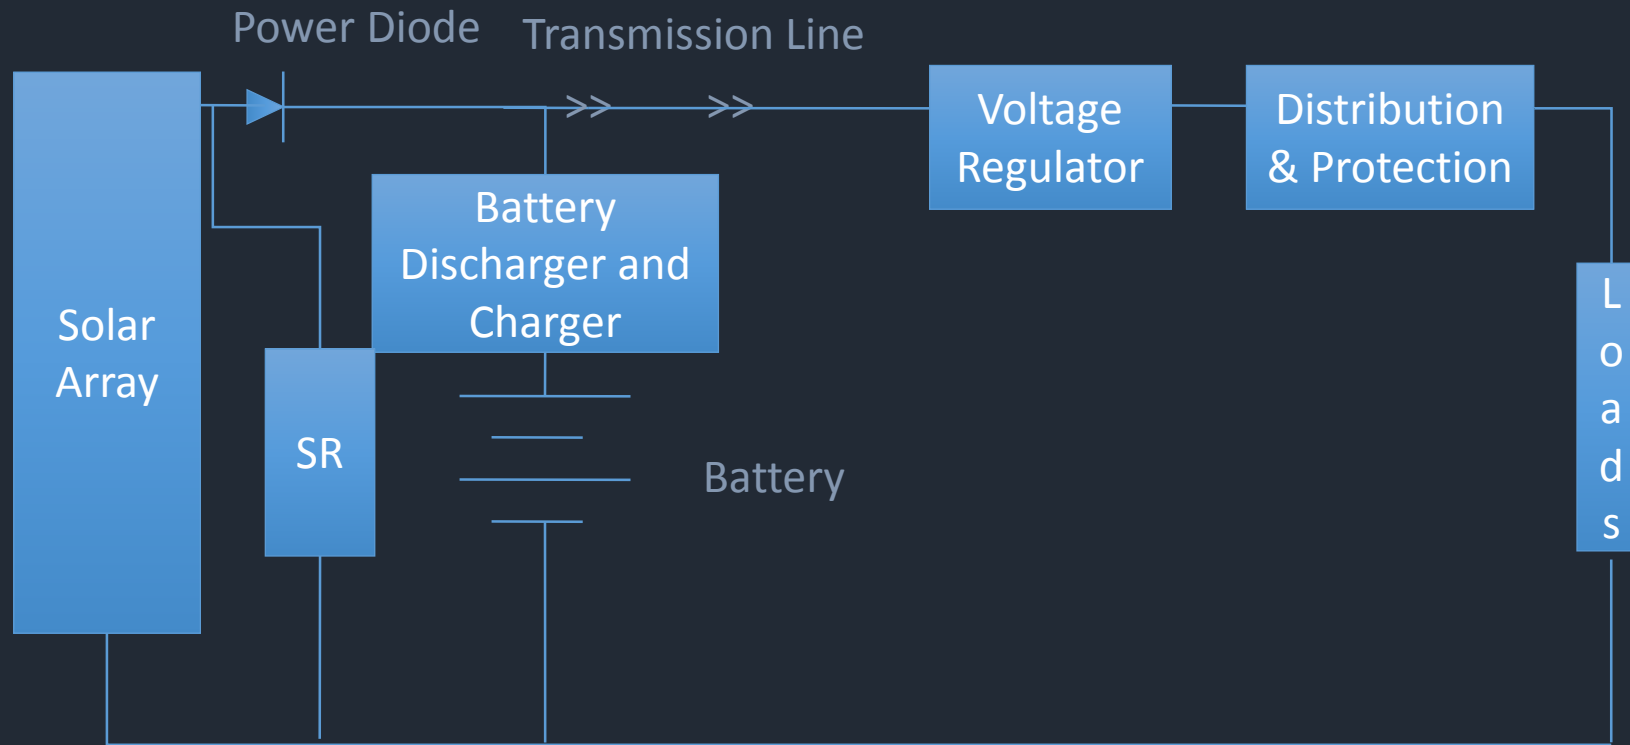 Power Diode
Transmission Line
Solar
Array
SR
Battery
Discharger and
Charger
Battery
Voltage
Regulator
Distribution
& Protection
L
o
a
d
s